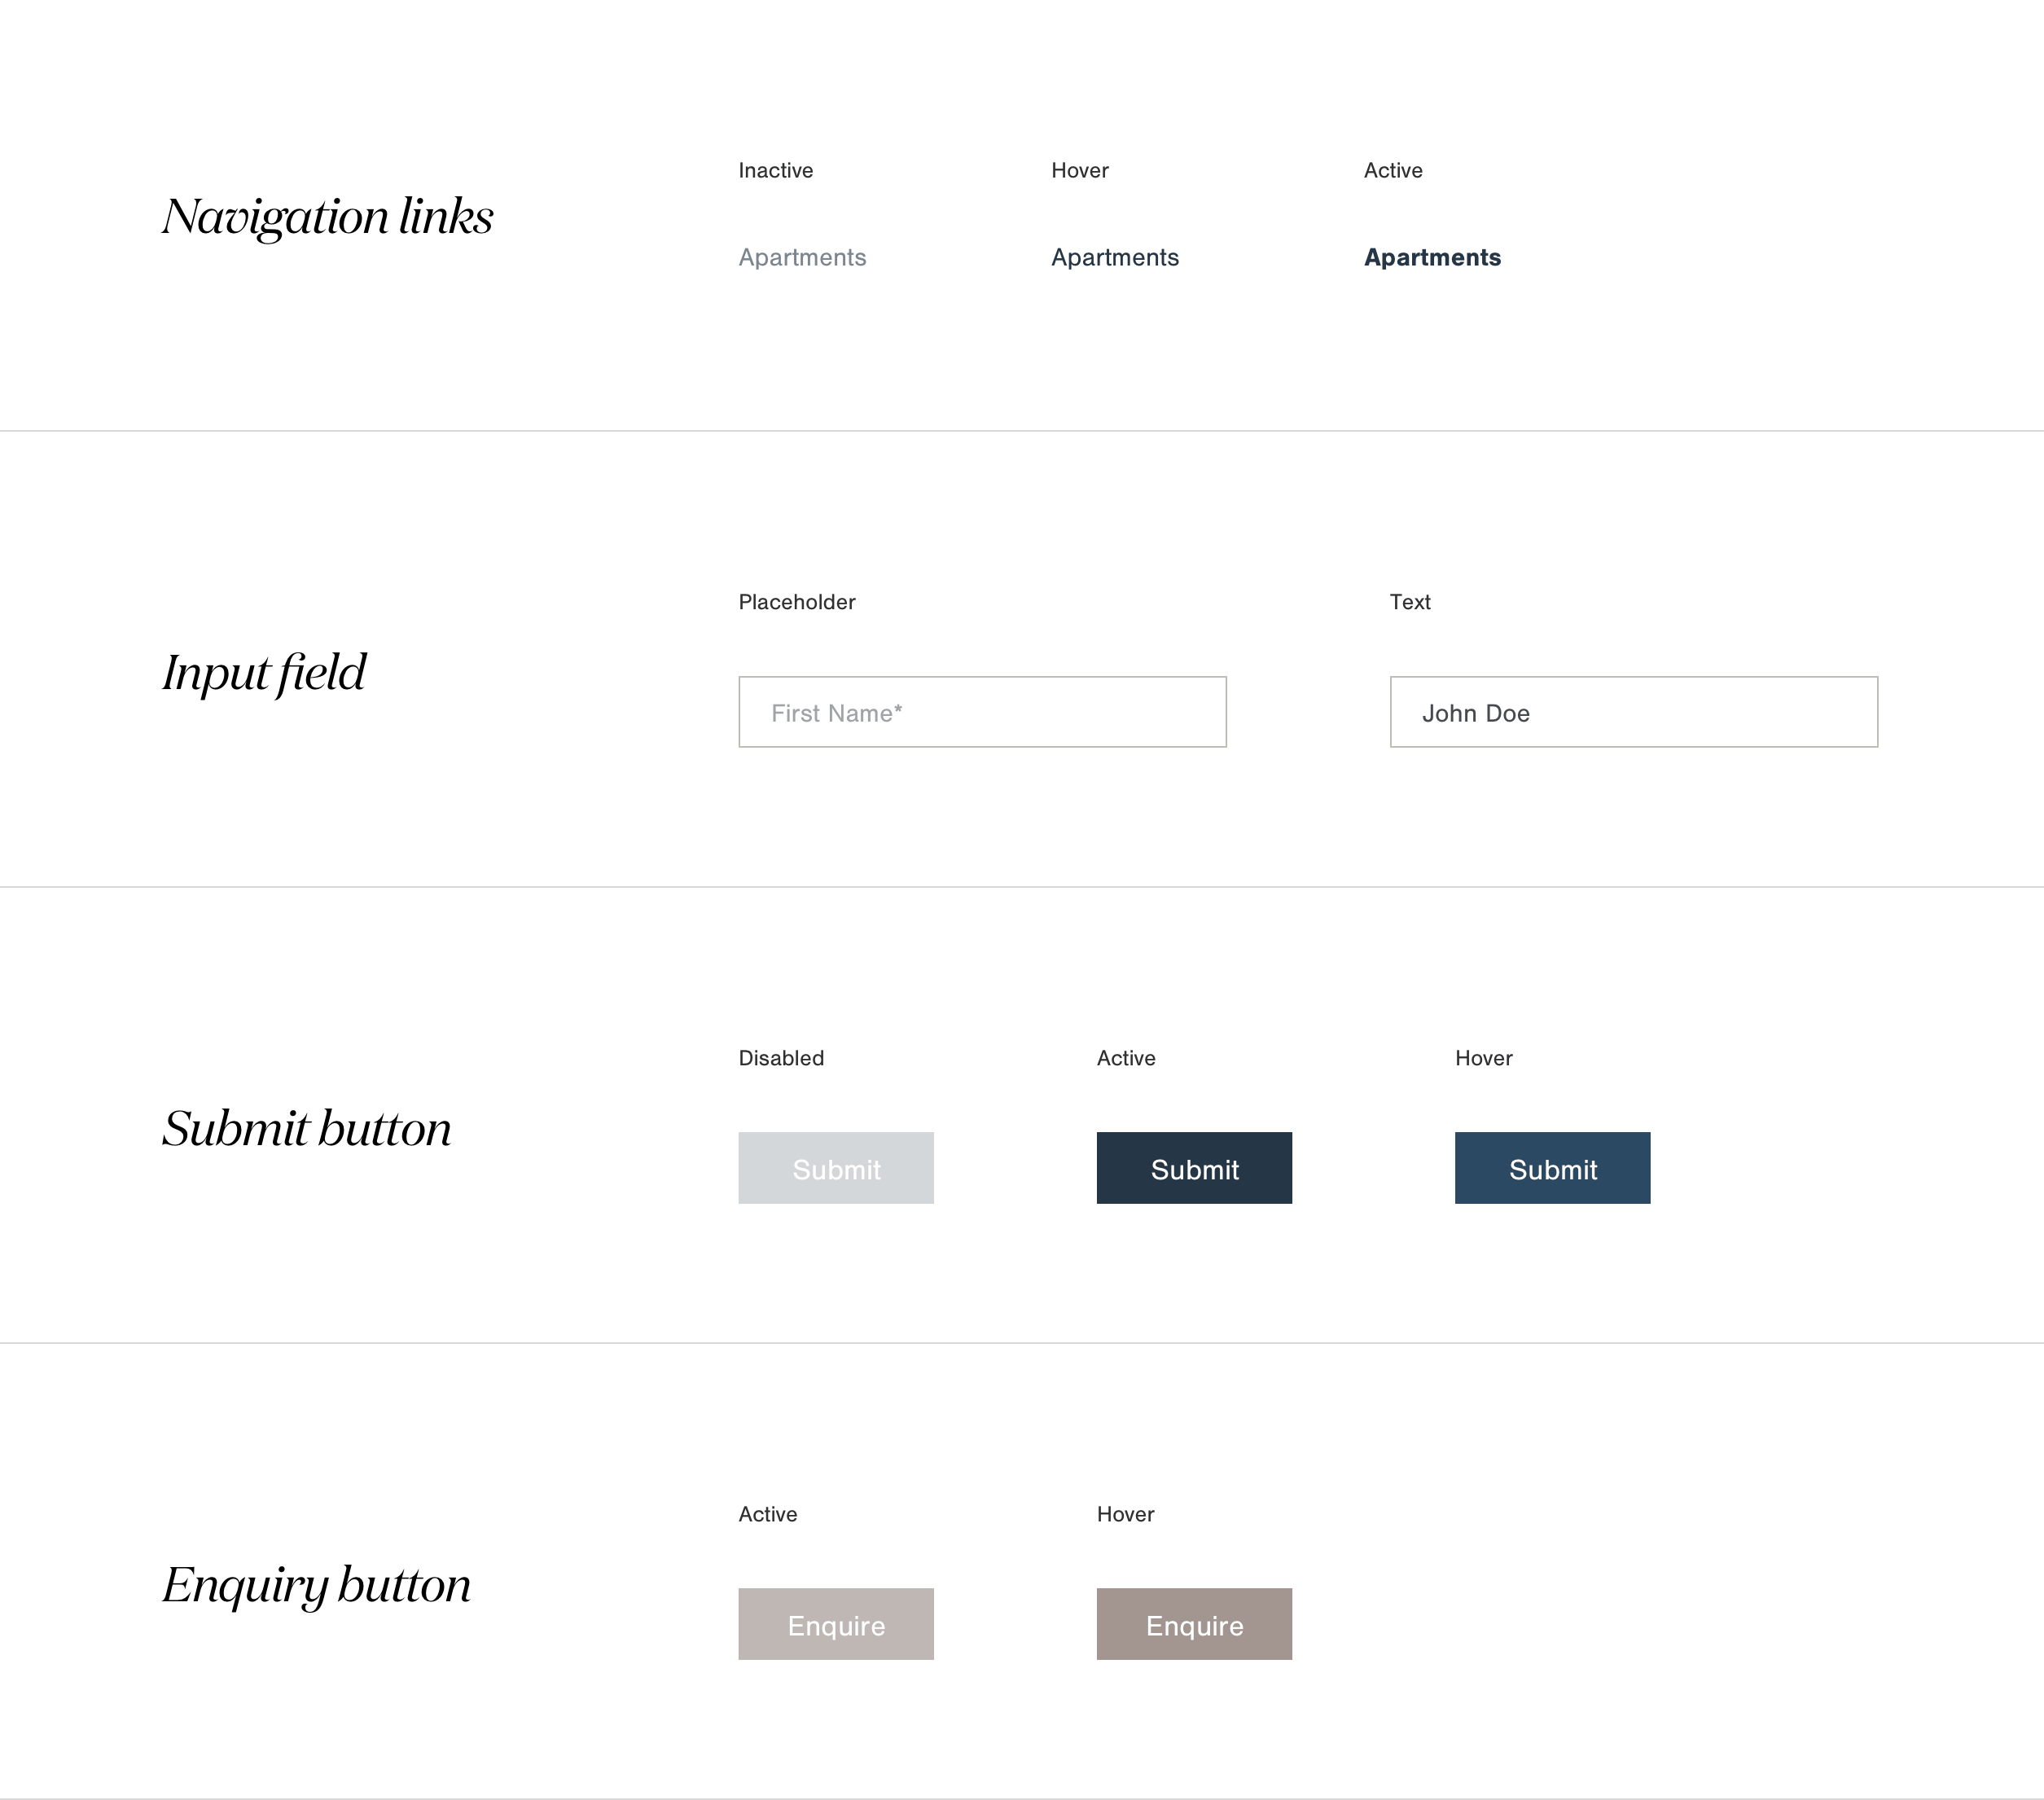 Navigation links
Inactive
Hover
Active
Apartments
Apartments
Apartments
Input field
Placeholder
Text
First Name*
John Doe
Submit button
Disabled
Active
Hover
Submit
Submit
Submit
Enquiry button
Active
Hover
Enquire
Enquire